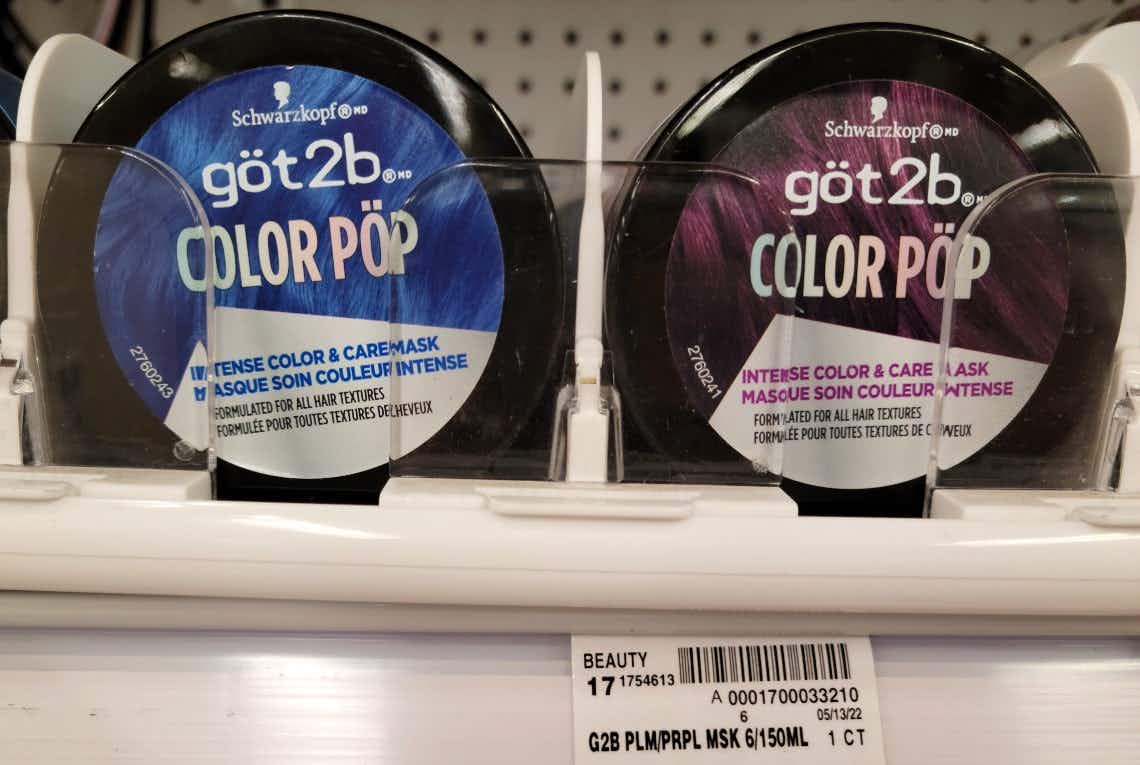 Schwarzkopf®MD
göt2b®MD
COLOR PÖP
INTENSE COLOR & CARE MASK
MASQUE SOIN COULEUR INTENSE
FORMULATED FOR ALL HAIR TEXTURES
FORMULÉE POUR TOUTES TEXTURES DE CHEVEUX
2760243
Schwarzkopf®MD
göt2b®M
COLOR PÖP
INTENSE COLOR & CARE MASK
MASQUE SOIN COULEUR INTENSE
FORMULATED FOR ALL HAIR TEXTURES
FORMULÉE POUR TOUTES TEXTURES DE CHEVEUX
2760241
BEAUTY
17 1754613
A 0001700033210
6 05/13/22
G2B PLM/PRPL MSK 6/150ML 1 CT